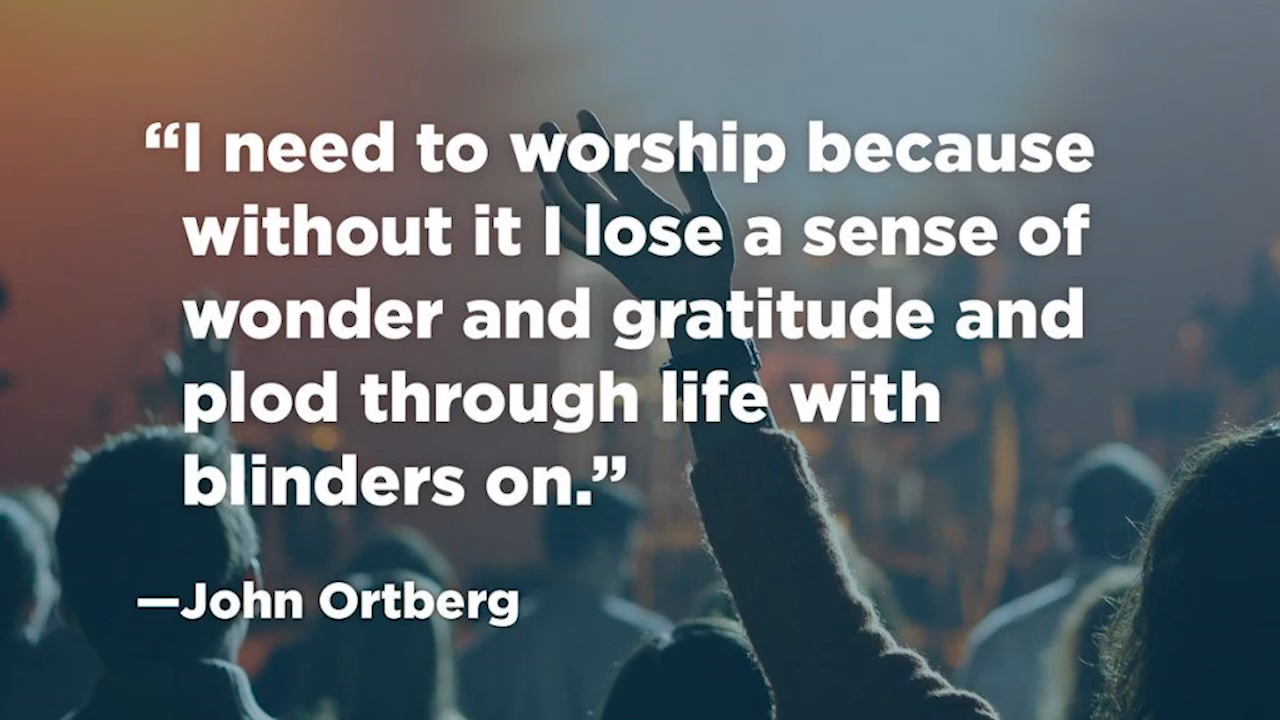 “I need to worship because
without it I lose a sense of
wonder and gratitude and
plod through life with
blinders on.”
—John Ortberg